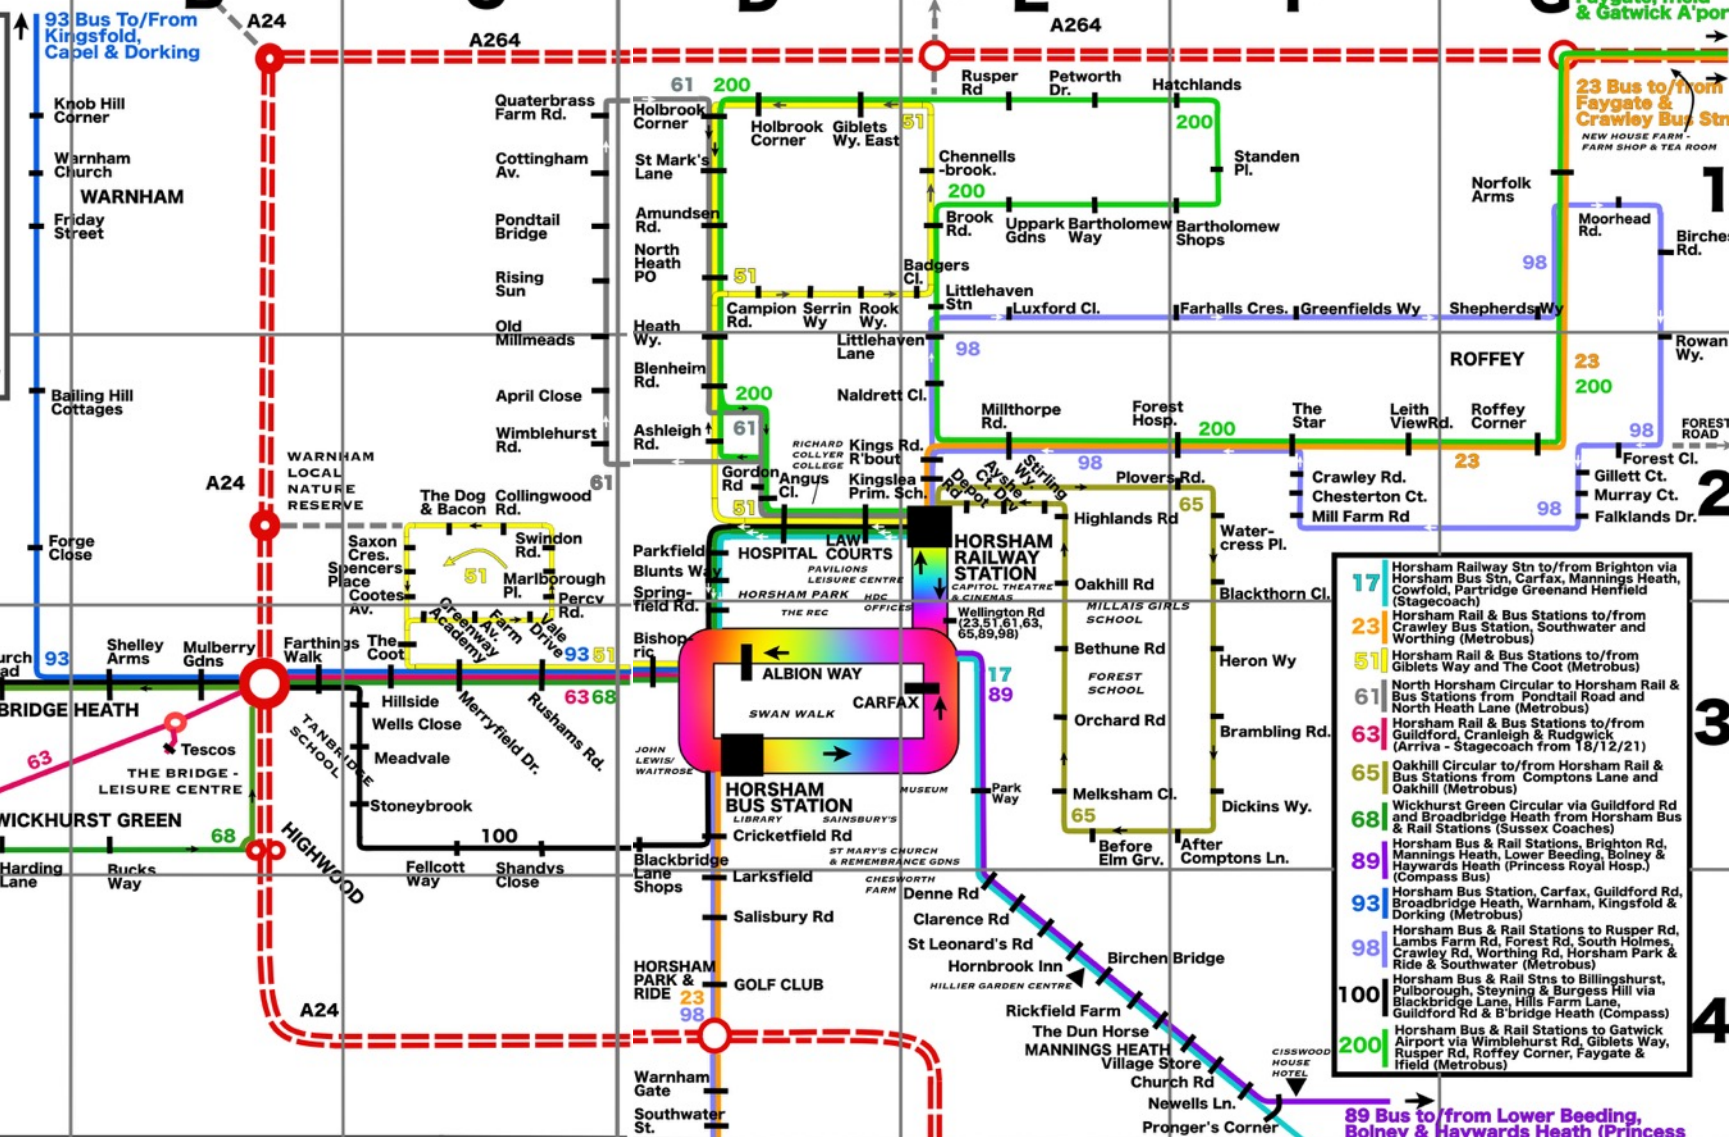 93 Bus To/From
Kingsfold,
Capel & Dorking
A24
A264
A264
& Gatwick A'por
23 Bus to/from
Faygate &
Crawley Bus Stn
NEW HOUSE FARM -
FARM SHOP & TEA ROOM
Knob Hill
Corner
Warnham
Church
WARNHAM
Friday
Street
Bailing Hill
Cottages
Forge
Close
Quaterbrass
Farm Rd.
Cottingham
Av.
Pondtail
Bridge
Rising
Sun
Old
Millmeads
April Close
Wimblehurst
Rd.
61
61
200
Holbrook
Corner
St Mark's
Lane
Amundsen
Rd.
North
Heath
PO
Heath
Wy.
Blenheim
Rd.
Ashleigh
Rd.
Holbrook
Corner
Giblets
Wy. East
51
51
Campion
Rd.
Serrin
Wy
Rook
Wy.
Badgers
Cl.
Chennells
-brook.
Rusper
Rd
Petworth
Dr.
Hatchlands
200
Standen
Pl.
200
Brook
Rd.
Uppark
Gdns
Bartholomew
Way
Bartholomew
Shops
Littlehaven
Stn
Luxford Cl.
Farhalls Cres.
Greenfields Wy
Shepherds Wy
Littlehaven
Lane
98
Naldrett Cl.
Norfolk
Arms
98
Moorhead
Rd.
Birches
Rd.
1
Rowan
Wy.
ROFFEY
23
200
200
61
Gordon
Rd
Angus
Cl.
RICHARD
COLLYER
COLLEGE
Kings Rd.
R'bout
Kingslea
Prim. Sch.
Millthorpe
Rd.
Forest
Hosp.
200
The
Star
Leith
ViewRd.
Roffey
Corner
98
23
98
FOREST
ROAD
Forest Cl.
Gillett Ct.
Murray Ct.
Falklands Dr.
2
Crawley Rd.
Chesterton Ct.
Mill Farm Rd
98
Depot
Rd
Ayshe
Ct. Drv
Stirling
Wy.
Plovers Rd.
65
Highlands Rd
Water-
cress Pl.
Oakhill Rd
Blackthorn Cl.
MILLAIS GIRLS
SCHOOL
Bethune Rd
Heron Wy
FOREST
SCHOOL
Orchard Rd
Brambling Rd.
Melksham Cl.
Dickins Wy.
65
Before
Elm Grv.
After
Comptons Ln.
WARNHAM
LOCAL
NATURE
RESERVE
A24
The Dog
& Bacon
Collingwood
Rd.
Saxon
Cres.
Swindon
Rd.
Spencers
Place
51
Marlborough
Pl.
Cootes
Av.
Percy
Rd.
Greenway
Academy
Farm
Av.
Vale
Drive
The
Coot
93 51
63 68
51
HOSPITAL
LAW
COURTS
HORSHAM
RAILWAY
STATION
CAPITOL THEATRE
& CINEMAS
Parkfield
Blunts Way
PAVILIONS
LEISURE CENTRE
HORSHAM PARK
HDC
OFFICES
THE REC
Spring-
field Rd.
Wellington Rd
(23,51,61,63,
65,89,98)
Bishop-
ric
ALBION WAY
CARFAX
SWAN WALK
17
89
JOHN
LEWIS/
WAITROSE
HORSHAM
BUS STATION
LIBRARY
SAINSBURY'S
MUSEUM
Cricketfield Rd
ST MARY'S CHURCH
& REMEMBRANCE GDNS
CHESWORTH
FARM
Park
Way
93
Shelley
Arms
Mulberry
Gdns
Farthings
Walk
BRIDGE HEATH
63
Tescos
THE BRIDGE -
LEISURE CENTRE
TANBRIDGE
SCHOOL
Hillside
Wells Close
Meadvale
Stoneybrook
Merryfield Dr.
Rushams Rd.
WICKHURST GREEN
68
Harding
Lane
Bucks
Way
HIGHWOOD
100
Fellcott
Way
Shandys
Close
Blackbridge
Lane
Shops
Larksfield
Salisbury Rd
HORSHAM
PARK &
RIDE
23
98
GOLF CLUB
A24
Warnham
Gate
Southwater
St.
Denne Rd
Clarence Rd
St Leonard's Rd
Hornbrook Inn
HILLIER GARDEN CENTRE
Birchen Bridge
Rickfield Farm
The Dun Horse
MANNINGS HEATH
Village Store
Church Rd
Newells Ln.
Pronger's Corner
CISSWOOD
HOUSE
HOTEL
89 Bus to/from Lower Beeding,
Bolney & Haywards Heath (Princess
3
4
17 Horsham Railway Stn to/from Brighton via
Horsham Bus Stn, Carfax, Mannings Heath,
Cowfold, Partridge Greenand Henfield
(Stagecoach)
23 Horsham Rail & Bus Stations to/from
Crawley Bus Station, Southwater and
Worthing (Metrobus)
51 Horsham Rail & Bus Stations to/from
Giblets Way and The Coot (Metrobus)
61 North Horsham Circular to Horsham Rail &
Bus Stations from Pondtail Road and
North Heath Lane (Metrobus)
63 Horsham Rail & Bus Stations to/from
Guildford, Cranleigh & Rudgwick
(Arriva - Stagecoach from 18/12/21)
65 Oakhill Circular to/from Horsham Rail &
Bus Stations from Comptons Lane and
Oakhill (Metrobus)
68 Wickhurst Green Circular via Guildford Rd
and Broadbridge Heath from Horsham Bus
& Rail Stations (Sussex Coaches)
89 Horsham Bus & Rail Stations, Brighton Rd,
Mannings Heath, Lower Beeding, Bolney &
Haywards Heath (Princess Royal Hosp.)
(Compass Bus)
93 Horsham Bus Station, Carfax, Guildford Rd,
Broadbridge Heath, Warnham, Kingsfold &
Dorking (Metrobus)
98 Horsham Bus & Rail Stations to Rusper Rd,
Lambs Farm Rd, Forest Rd, South Holmes,
Crawley Rd, Worthing Rd, Horsham Park &
Ride & Southwater (Metrobus)
100 Horsham Bus & Rail Stns to Billingshurst,
Pulborough, Steyning & Burgess Hill via
Blackbridge Lane, Hills Farm Lane,
Guildford Rd & B'bridge Heath (Compass)
200 Horsham Bus & Rail Stations to Gatwick
Airport via Wimblehurst Rd, Giblets Way,
Rusper Rd, Roffey Corner, Faygate &
Ifield (Metrobus)